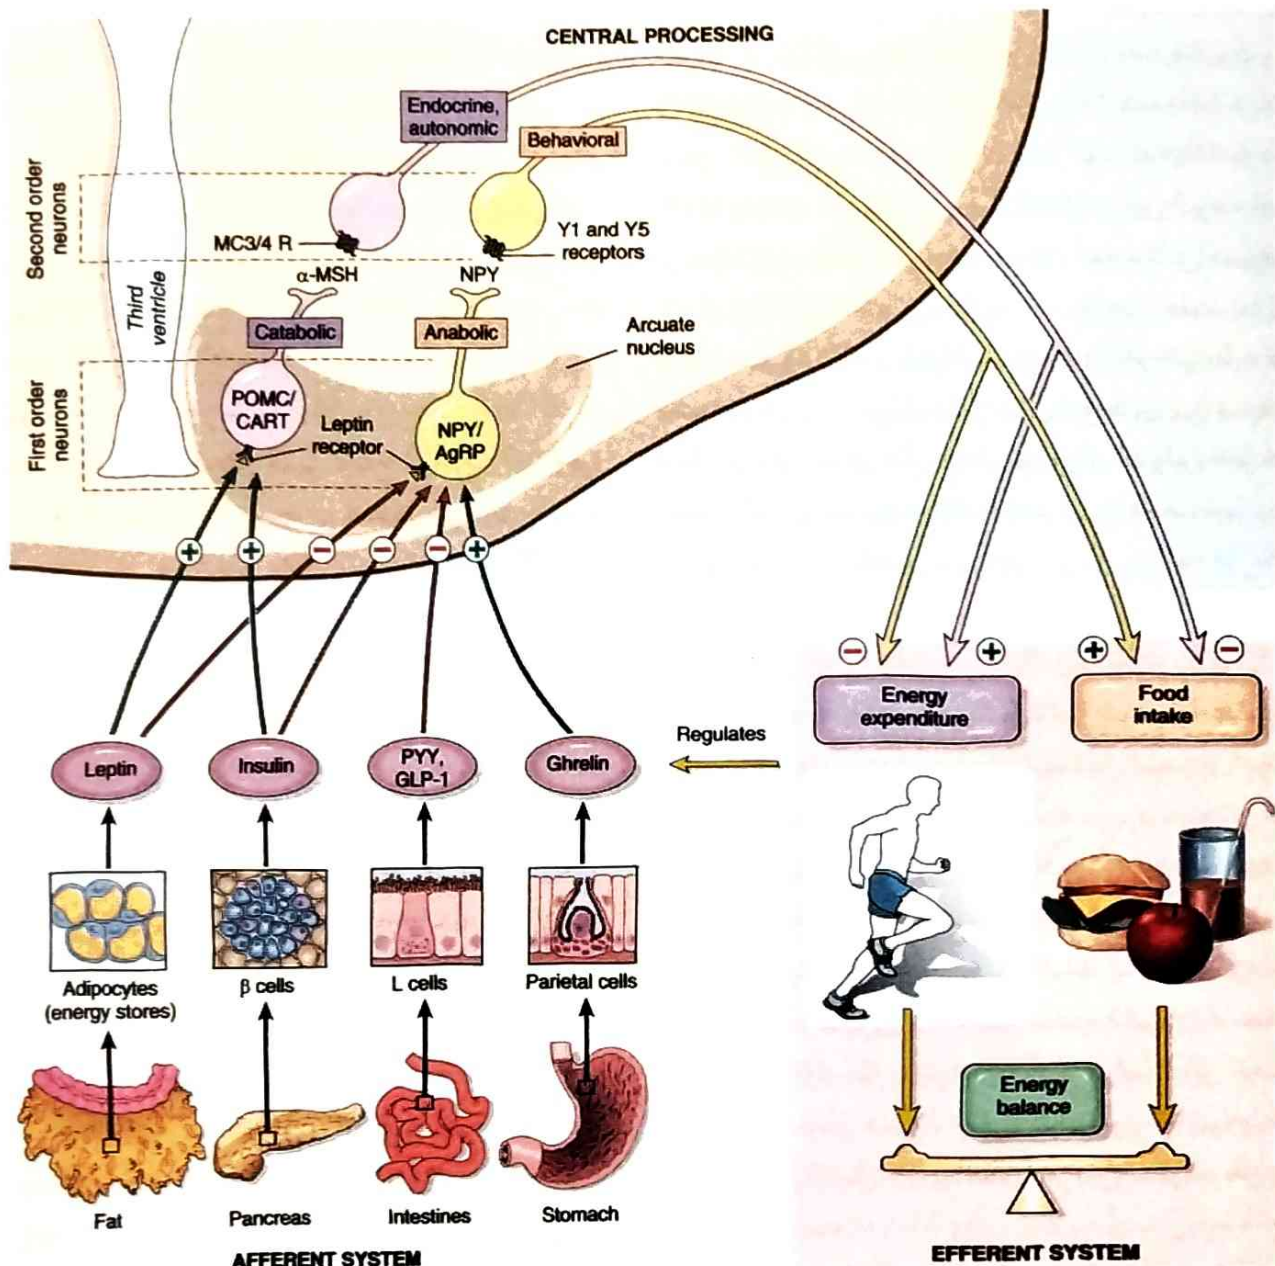 CENTRAL PROCESSING
Endocrine,
autonomic
Behavioral
Second order
neurons
MC3/4 R
Y1 and Y5
receptors
α-MSH
NPY
Third
ventricle
Catabolic
Anabolic
Arcuate
nucleus
First order
neurons
POMC/
CART
Leptin
receptor
NPY/
AgRP
+
+
−
−
−
+
−
+
+
−
Energy
expenditure
Food
intake
Regulates
Leptin
Insulin
PYY,
GLP-1
Ghrelin
Adipocytes
(energy stores)
β cells
L cells
Parietal cells
Energy
balance
Fat
Pancreas
Intestines
Stomach
AFFERENT SYSTEM
EFFERENT SYSTEM